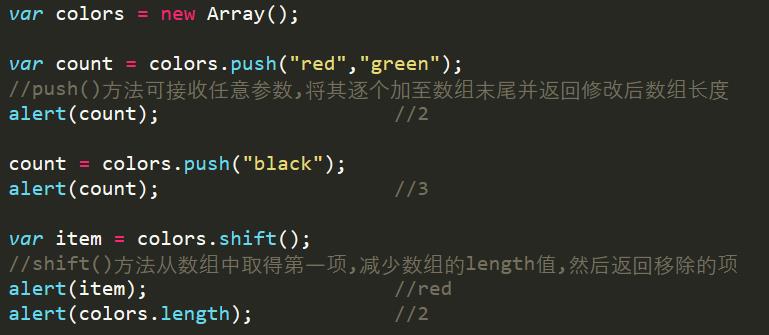 var colors = new Array();
var count = colors.push("red","green");
//push()方法可接收任意参数,将其逐个加至数组末尾并返回修改后数组长度
alert(count);                    //2
count = colors.push("black");
alert(count);                    //3
var item = colors.shift();
//shift()方法从数组中取得第一项,减少数组的length值,然后返回移除的项
alert(item);                     //red
alert(colors.length);            //2